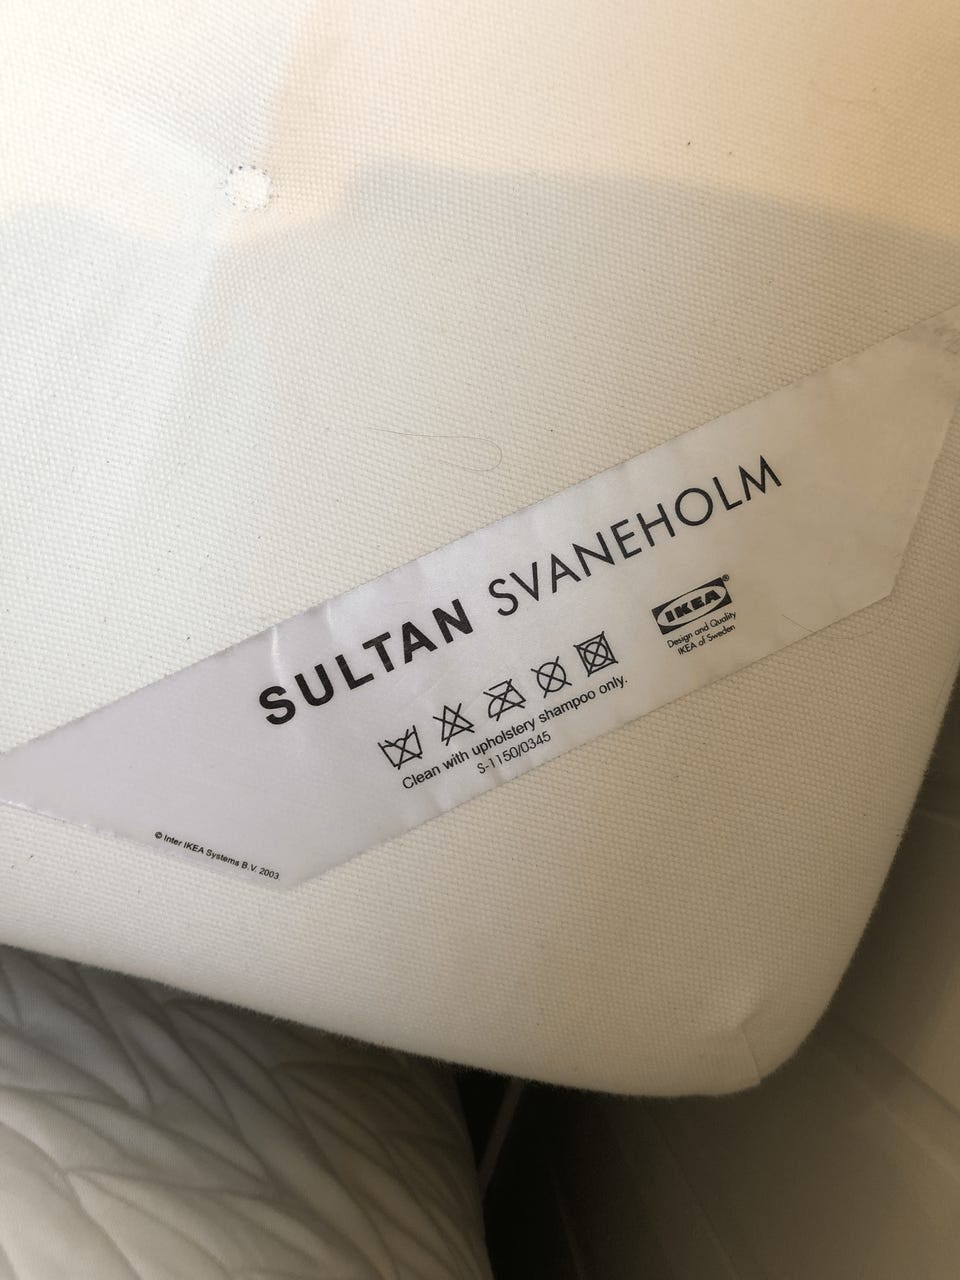 SULTAN SVANEHOLM
IKEA®
Design and Quality
IKEA of Sweden
Clean with upholstery shampoo only.
S-1150/0345
© Inter IKEA Systems B.V. 2003